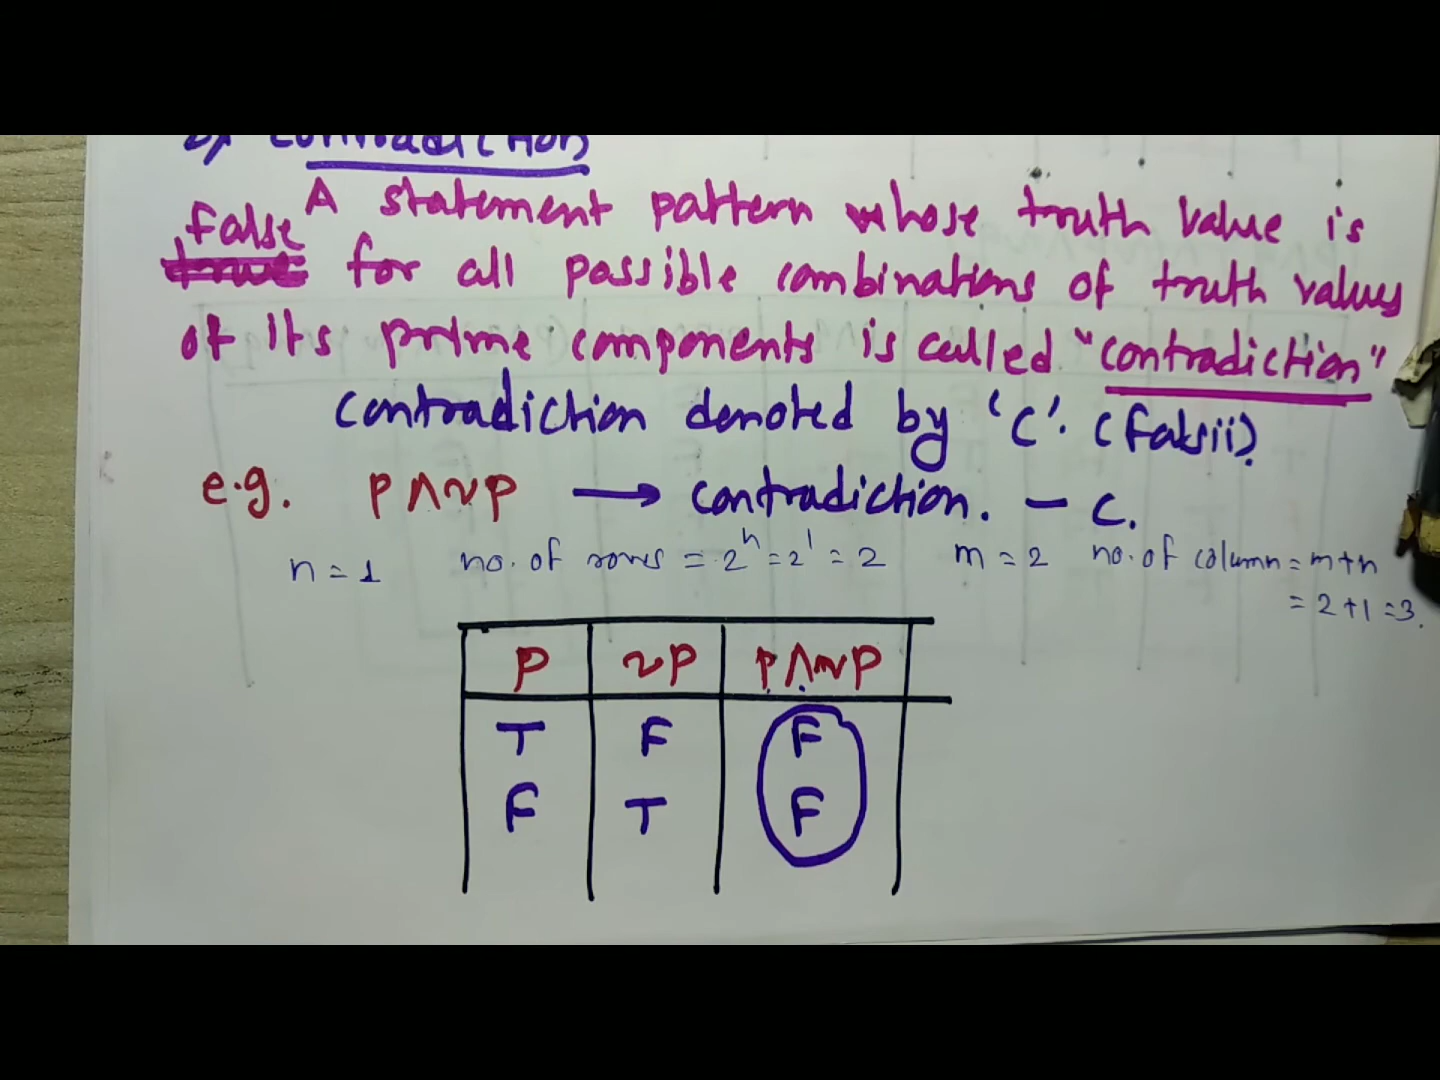 contradiction
A statement pattern whose truth value is
false
true for all possible combinations of truth values
of its prime components is called "contradiction"
contradiction denoted by 'c'. (
e.g. p∧~p → contradiction. – c.
n = 1 no. of rows = 2ⁿ = 2¹ = 2 m = 2 no. of column = m+n
= 2+1 = 3.
p ~p p∧~p
T F F
F T F